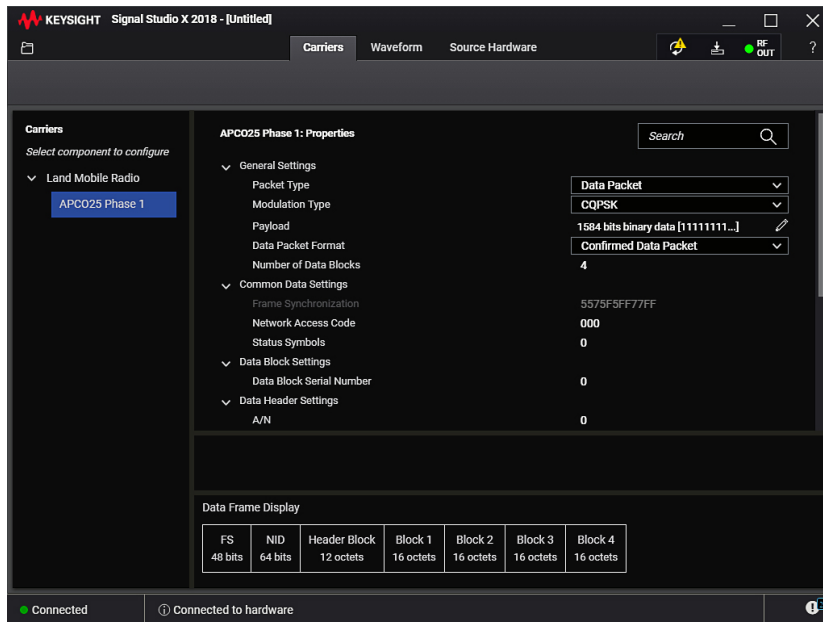 KEYSIGHT Signal Studio X 2018 - [Untitled]
Carriers Waveform Source Hardware RF OUT ?
Carriers
Select component to configure
Land Mobile Radio
APCO25 Phase 1
APCO25 Phase 1: Properties Search
General Settings
Packet Type Data Packet
Modulation Type CQPSK
Payload 1584 bits binary data [11111111...]
Data Packet Format Confirmed Data Packet
Number of Data Blocks 4
Common Data Settings
Frame Synchronization 5575F5FF77FF
Network Access Code 000
Status Symbols 0
Data Block Settings
Data Block Serial Number 0
Data Header Settings
A/N 0
Data Frame Display
FS NID Header Block Block 1 Block 2 Block 3 Block 4
48 bits 64 bits 12 octets 16 octets 16 octets 16 octets 16 octets
Connected Connected to hardware